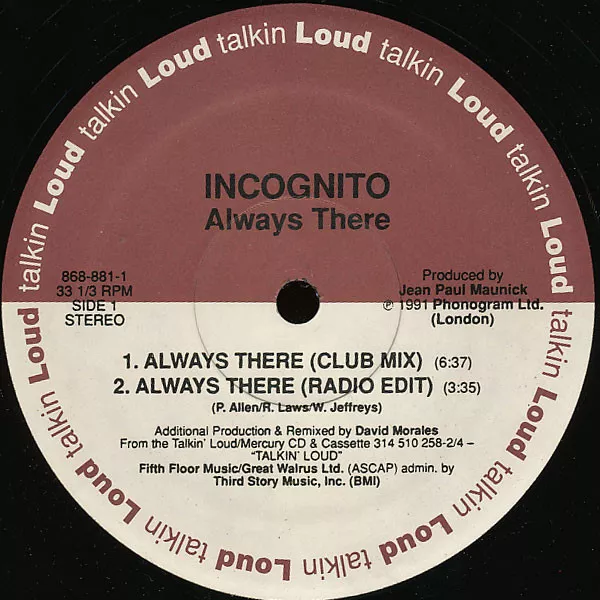 talkin Loud talkin Loud talkin Loud talkin Loud talkin Loud talkin Loud talkin Loud talkin Loud talkin Loud
INCOGNITO
Always There
868-881-1
33 1/3 RPM
SIDE 1
STEREO
Produced by
Jean Paul Maunick
℗ 1991 Phonogram Ltd.
(London)
1. ALWAYS THERE (CLUB MIX) (6:37)
2. ALWAYS THERE (RADIO EDIT) (3:35)
(P. Allen/R. Laws/W. Jeffreys)
Additional Production & Remixed by David Morales
From the Talkin' Loud/Mercury CD & Cassette 314 510 258-2/4 –
"TALKIN' LOUD"
Fifth Floor Music/Great Walrus Ltd. (ASCAP) admin. by
Third Story Music, Inc. (BMI)